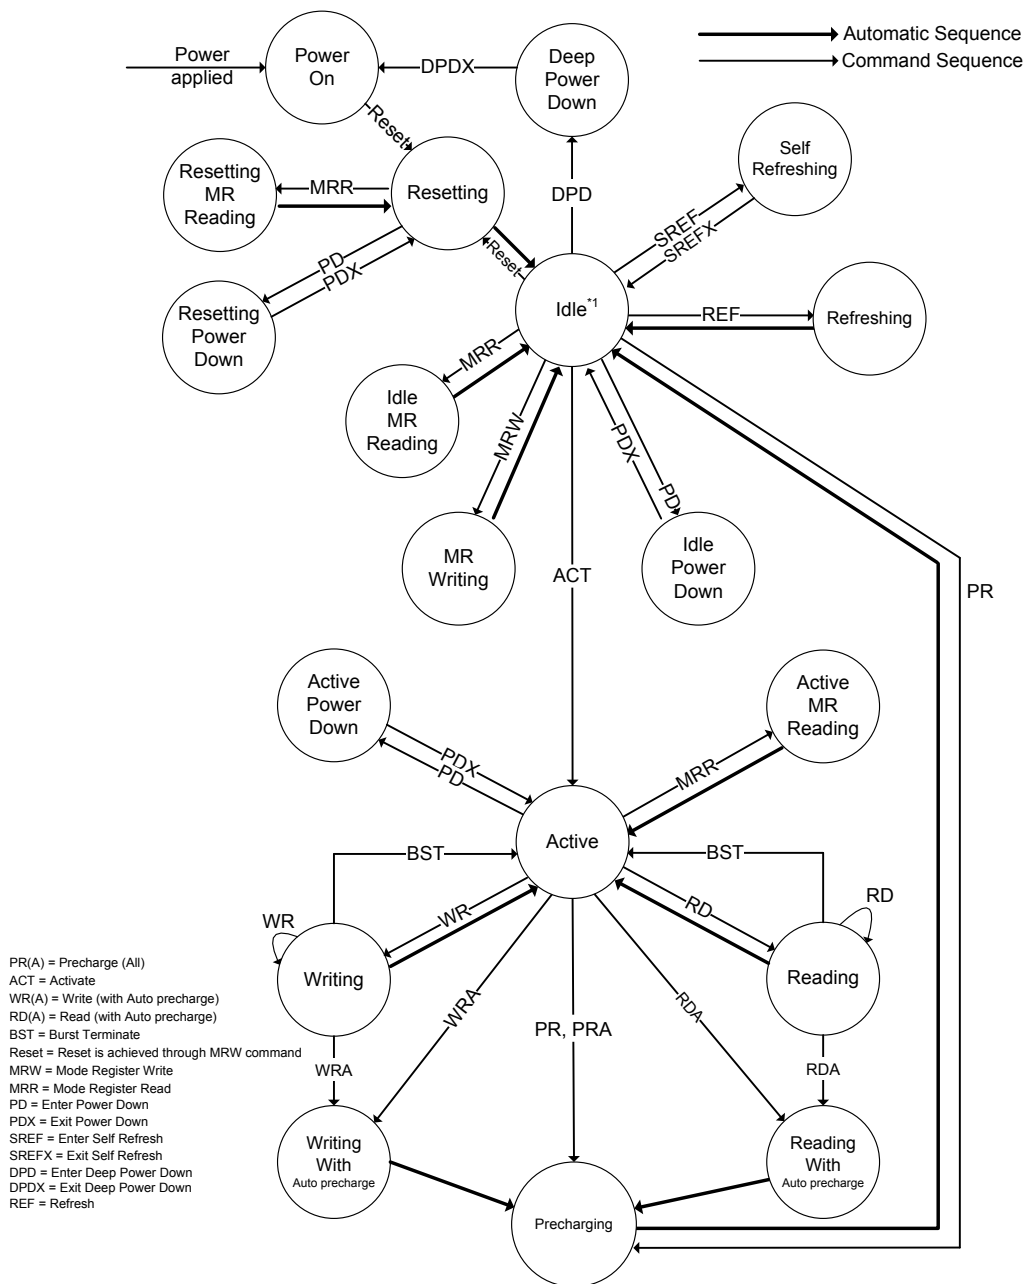 Power
applied
Power
On
DPDX
Deep
Power
Down
Automatic Sequence
Command Sequence
Reset
Resetting
MR
Reading
MRR
Resetting
DPD
Self
Refreshing
SREF
SREFX
PD
PDX
Reset
Resetting
Power
Down
Idle*1
REF
Refreshing
MRR
Idle
MR
Reading
MRW
PDX
PD
MR
Writing
Idle
Power
Down
ACT
PR
Active
Power
Down
PDX
PD
Active
MR
Reading
MRR
Active
BST
BST
WR
WR
RD
RD
Writing
Reading
WRA
PR, PRA
RDA
WRA
RDA
Writing
With
Auto precharge
Reading
With
Auto precharge
Precharging
PR(A) = Precharge (All)
ACT = Activate
WR(A) = Write (with Auto precharge)
RD(A) = Read (with Auto precharge)
BST = Burst Terminate
Reset = Reset is achieved through MRW command
MRW = Mode Register Write
MRR = Mode Register Read
PD = Enter Power Down
PDX = Exit Power Down
SREF = Enter Self Refresh
SREFX = Exit Self Refresh
DPD = Enter Deep Power Down
DPDX = Exit Deep Power Down
REF = Refresh